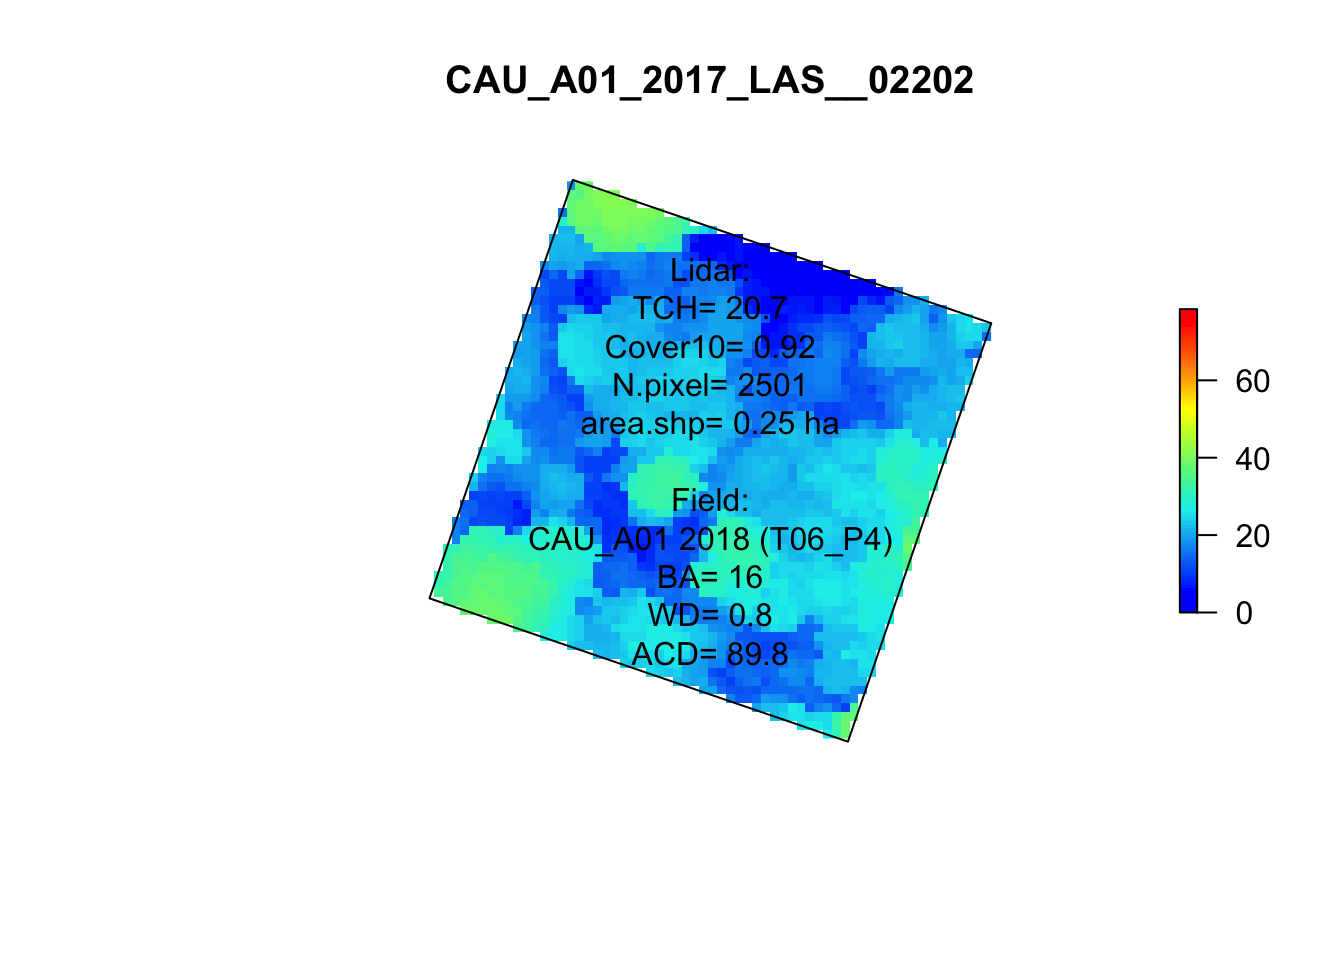 CAU_A01_2017_LAS__02202
Lidar:
TCH= 20.7
Cover10= 0.92
N.pixel= 2501
area.shp= 0.25 ha
Field:
CAU_A01 2018 (T06_P4)
BA= 16
WD= 0.8
ACD= 89.8
60
40
20
0